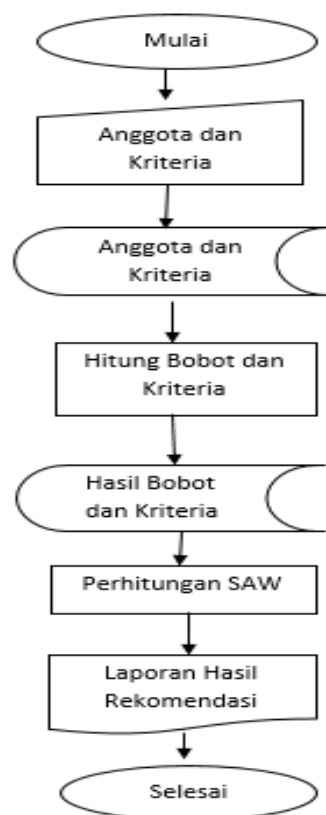 Mulai
Anggota dan
Kriteria
Anggota dan
Kriteria
Hitung Bobot dan
Kriteria
Hasil Bobot
dan Kriteria
Perhitungan SAW
Laporan Hasil
Rekomendasi
Selesai